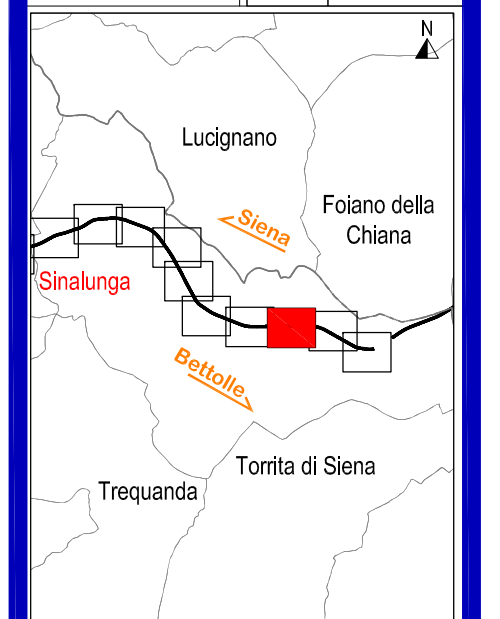 N
Lucignano
Siena
Foiano della
Chiana
Sinalunga
Bettolle
Torrita di Siena
Trequanda